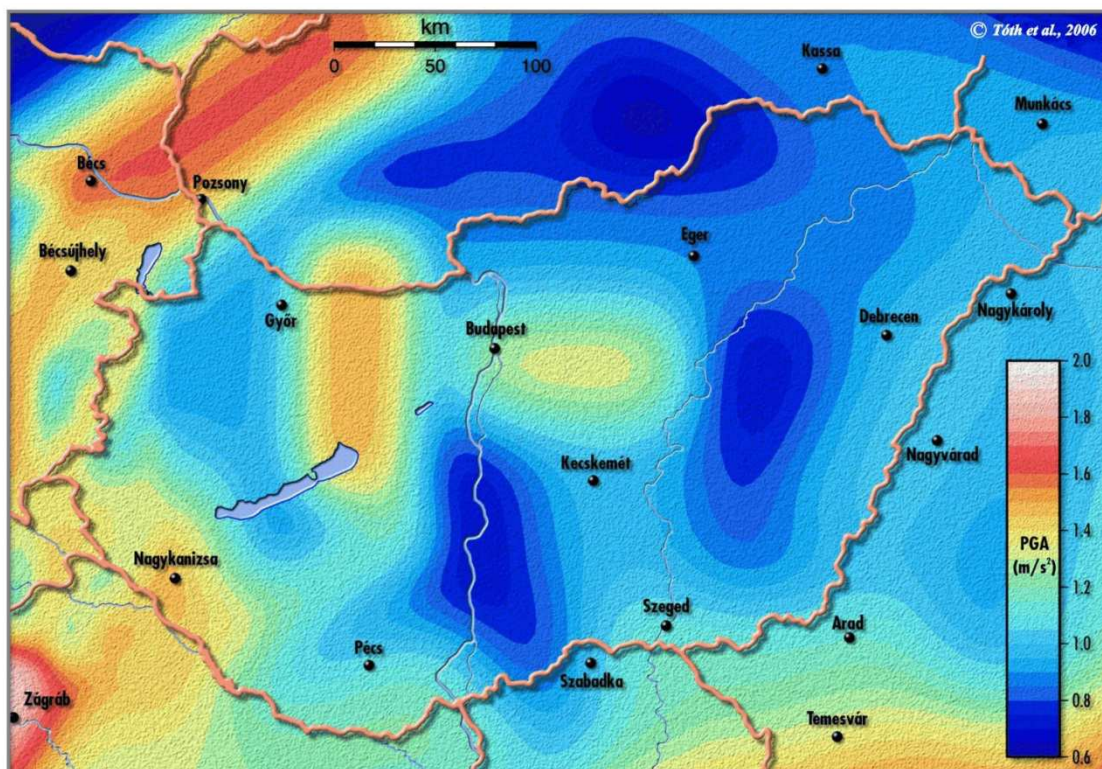 © Tóth et al., 2006
km
0 50 100
Kassa
Munkács
Bécs
Pozsony
Eger
Bécsújhely
Győr
Nagykároly
Debrecen
Budapest
2.0
1.8
Nagyvárad
Kecskemét
1.6
1.4
PGA
(m/s²)
Nagykanizsa
1.2
Szeged
Arad
1.0
Pécs
Szabadka
0.8
Zágráb
Temesvár
0.6